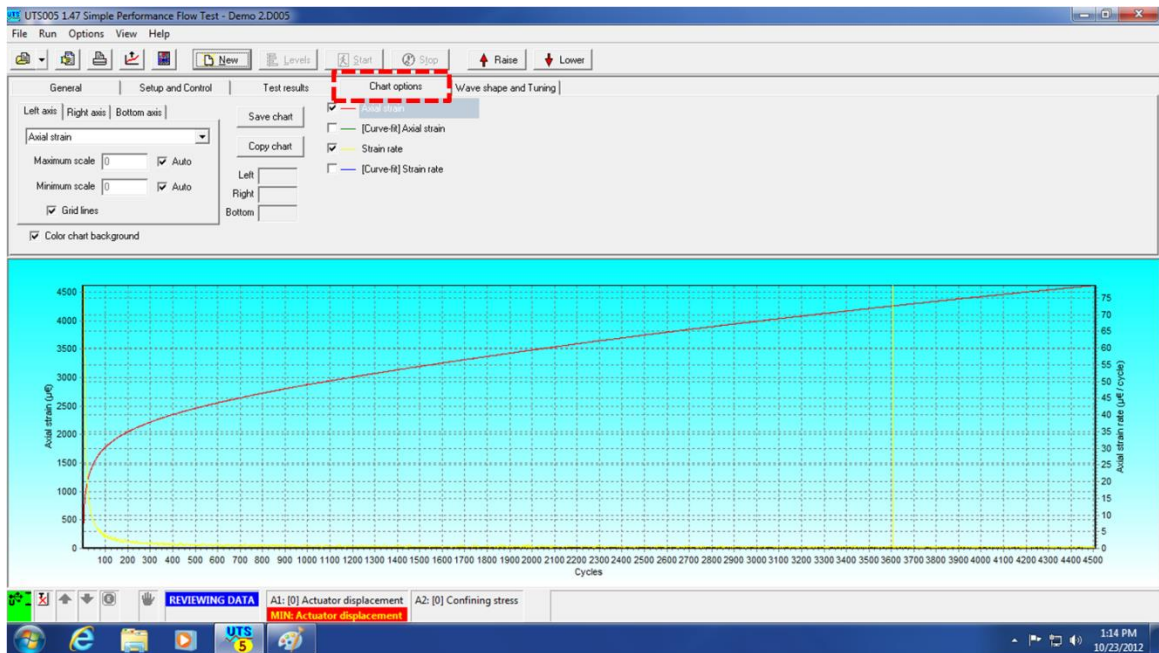 UTS005 1.47 Simple Performance Flow Test - Demo 2.D005
File Run Options View Help
New Levels Start Stop Raise Lower
General Setup and Control Test results Chart options Wave shape and Tuning
Left axis Right axis Bottom axis
Axial strain
Maximum scale 0 Auto
Minimum scale 0 Auto
Grid lines
Color chart background
Save chart
Copy chart
Left
Right
Bottom
Axial strain
[Curve-fit] Axial strain
Strain rate
[Curve-fit] Strain rate
Axial strain (µ€)
4500
4000
3500
3000
2500
2000
1500
1000
500
0
75
70
65
60
55
50
45
40
35
30
25
20
15
10
5
0
Axial strain rate (µ€ / cycle)
100 200 300 400 500 600 700 800 900 1000 1100 1200 1300 1400 1500 1600 1700 1800 1900 2000 2100 2200 2300 2400 2500 2600 2700 2800 2900 3000 3100 3200 3300 3400 3500 3600 3700 3800 3900 4000 4100 4200 4300 4400 4500
Cycles
REVIEWING DATA A1: [0] Actuator displacement A2: [0] Confining stress
MIN: Actuator displacement
UTS
5
1:14 PM
10/23/2012